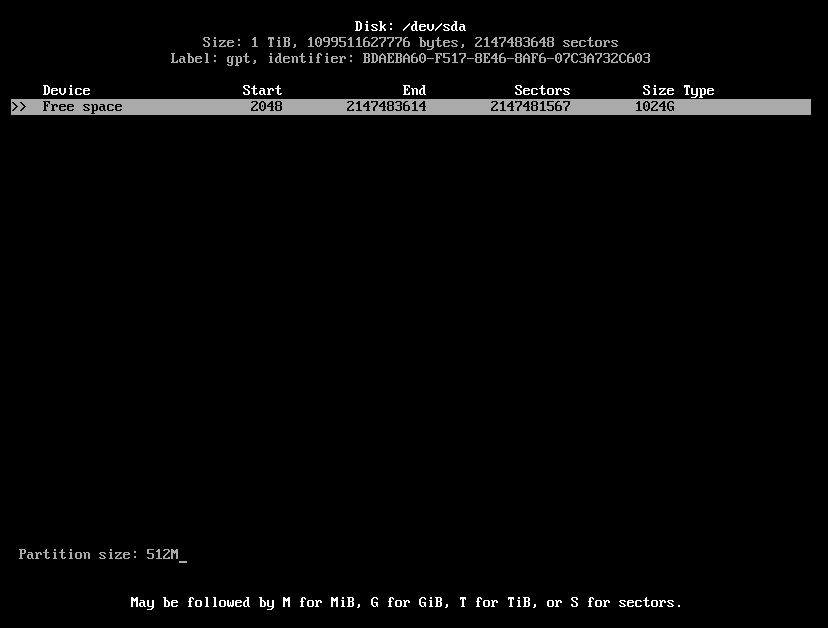 Disk: /dev/sda
Size: 1 TiB, 1099511627776 bytes, 2147483648 sectors
Label: gpt, identifier: BDAEBA60-F517-8E46-8AF6-07C3A732C603
Device Start End Sectors Size Type
>> Free space 2048 2147483614 2147481567 1024G
Partition size: 512M_
May be followed by M for MiB, G for GiB, T for TiB, or S for sectors.